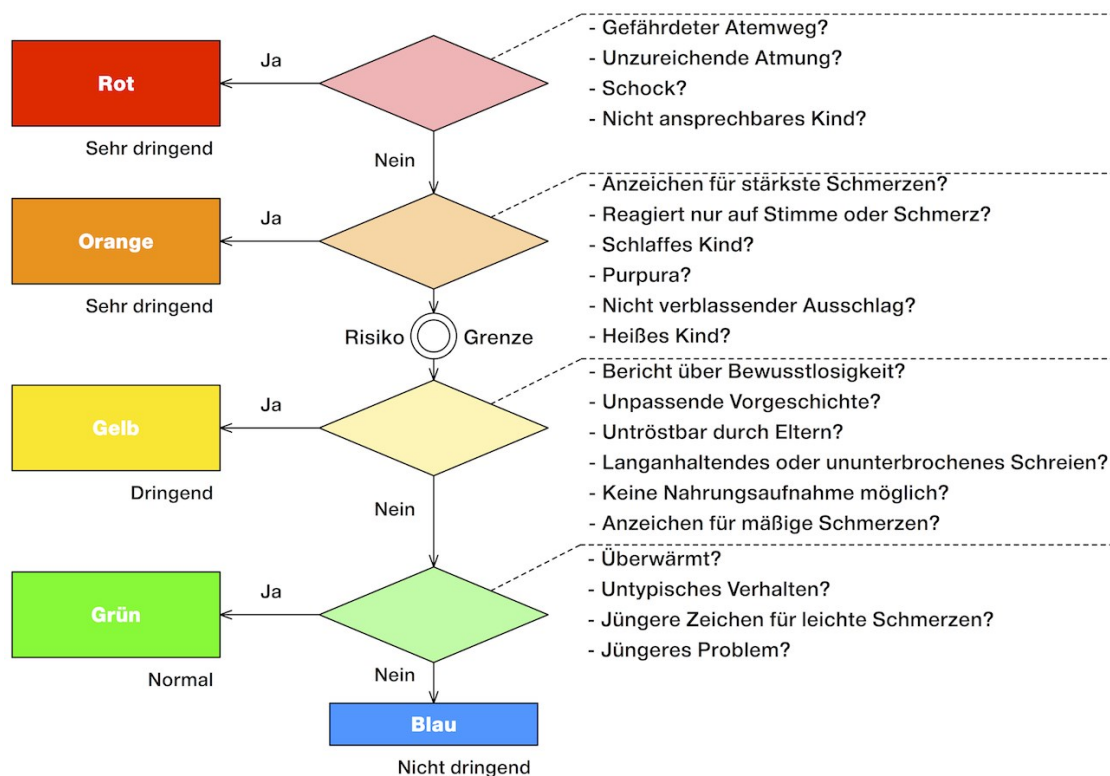 - Gefährdeter Atemweg?
- Unzureichende Atmung?
- Schock?
- Nicht ansprechbares Kind?
Ja
Rot
Sehr dringend
Nein
- Anzeichen für stärkste Schmerzen?
- Reagiert nur auf Stimme oder Schmerz?
- Schlaffes Kind?
- Purpura?
- Nicht verblassender Ausschlag?
- Heißes Kind?
Ja
Orange
Sehr dringend
Risiko Grenze
- Bericht über Bewusstlosigkeit?
- Unpassende Vorgeschichte?
- Untröstbar durch Eltern?
- Langanhaltendes oder ununterbrochenes Schreien?
- Keine Nahrungsaufnahme möglich?
- Anzeichen für mäßige Schmerzen?
Ja
Gelb
Dringend
Nein
- Überwärmt?
- Untypisches Verhalten?
- Jüngere Zeichen für leichte Schmerzen?
- Jüngeres Problem?
Ja
Grün
Normal
Nein
Blau
Nicht dringend